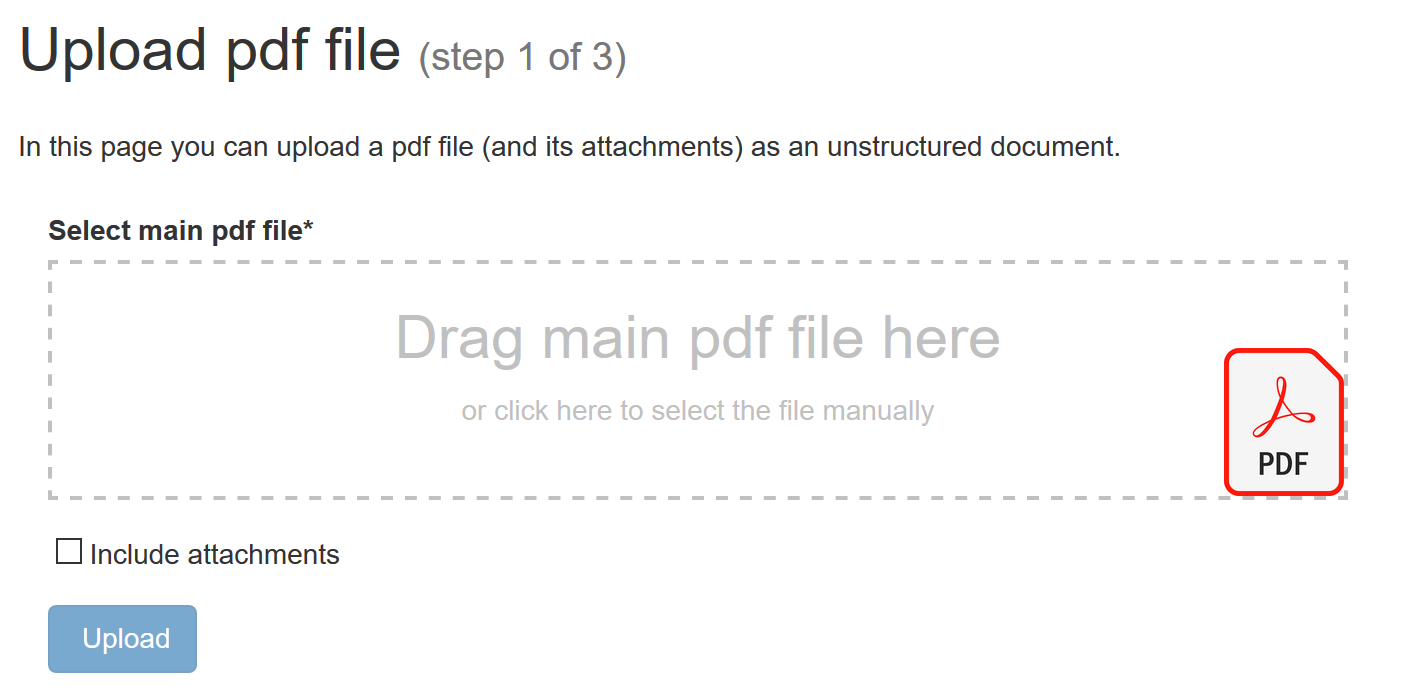 Upload pdf file (step 1 of 3)
In this page you can upload a pdf file (and its attachments) as an unstructured document.
Select main pdf file*
Drag main pdf file here
or click here to select the file manually
PDF
Include attachments
Upload